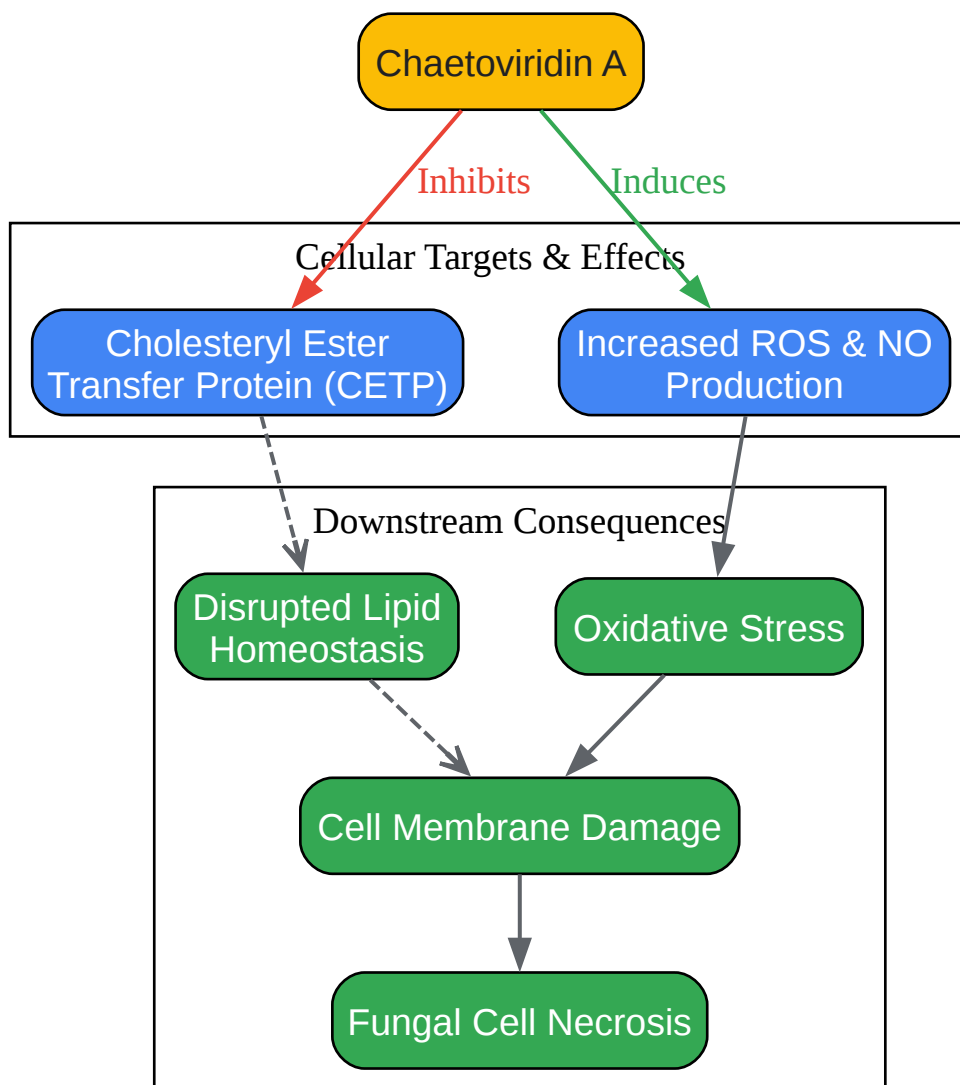 Chaetoviridin A
Inhibits
Induces
Cellular Targets & Effects
Cholesteryl Ester
Transfer Protein (CETP)
Increased ROS & NO
Production
Downstream Consequences
Disrupted Lipid
Homeostasis
Oxidative Stress
Cell Membrane Damage
Fungal Cell Necrosis